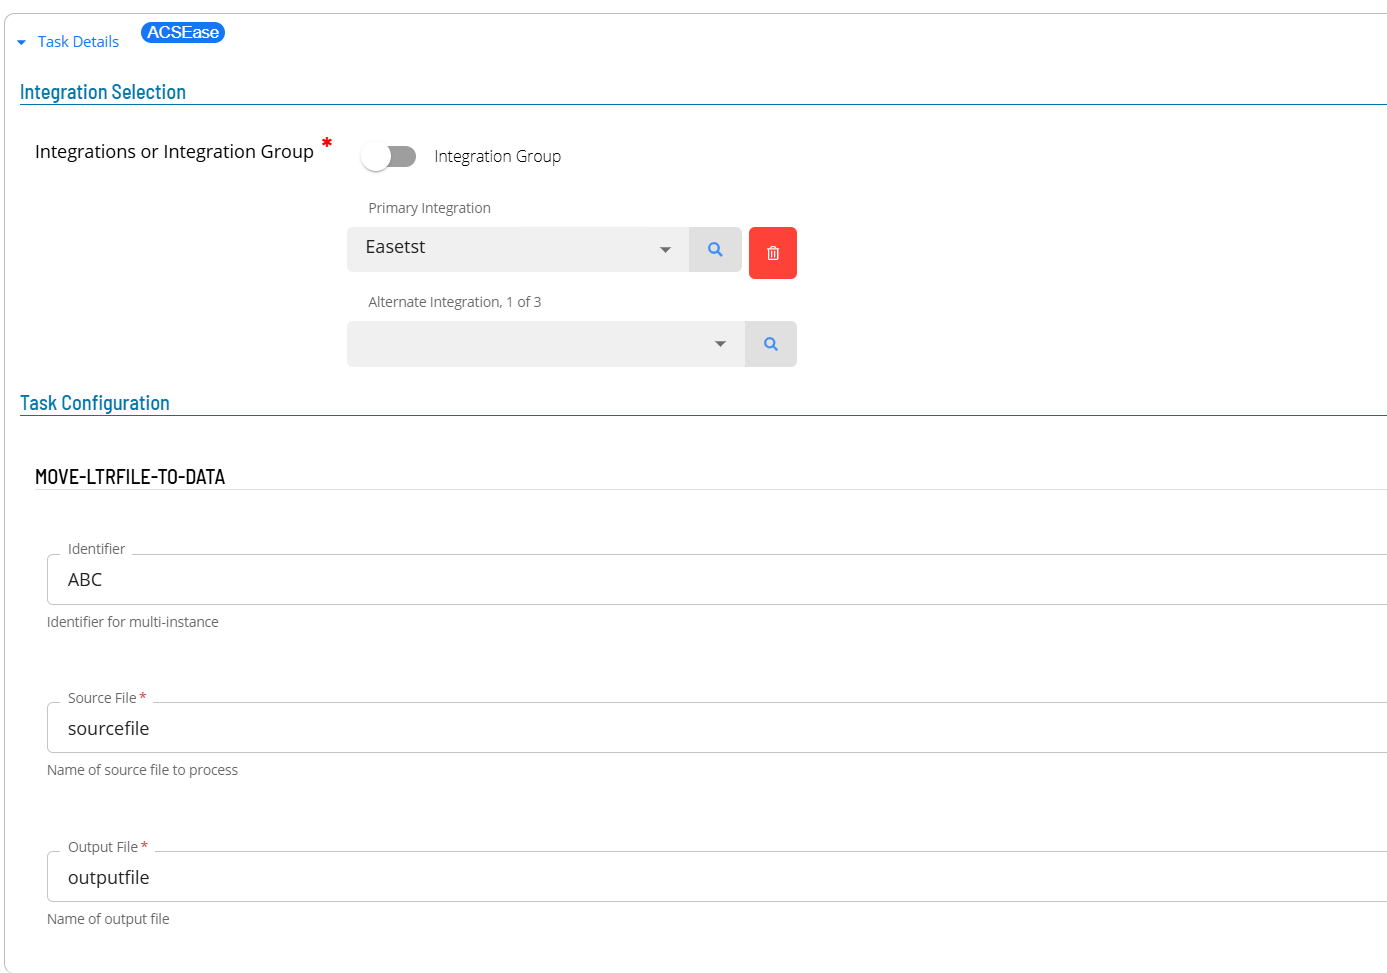 Task Details ACSEase
Integration Selection
Integrations or Integration Group *
Integration Group
Primary Integration
Easetst
Alternate Integration, 1 of 3
Task Configuration
MOVE-LTRFILE-TO-DATA
Identifier
ABC
Identifier for multi-instance
Source File *
sourcefile
Name of source file to process
Output File *
outputfile
Name of output file